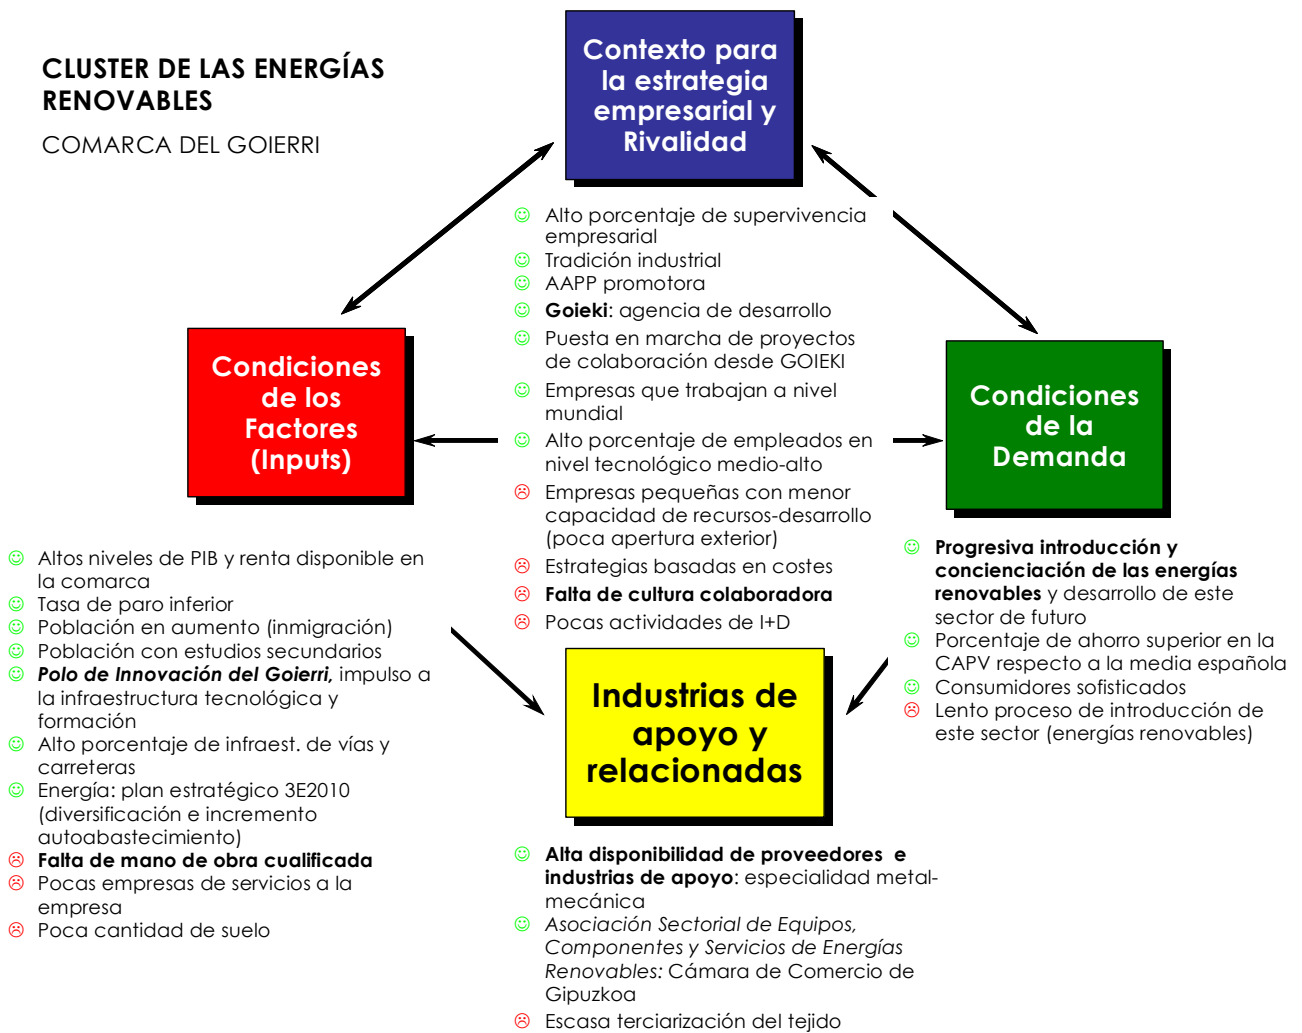 CLUSTER DE LAS ENERGÍAS
RENOVABLES
COMARCA DEL GOIERRI
Contexto para
la estrategia
empresarial y
Rivalidad
Alto porcentaje de supervivencia
empresarial
Tradición industrial
AAPP promotora
Goieki: agencia de desarrollo
Puesta en marcha de proyectos
de colaboración desde GOIEKI
Empresas que trabajan a nivel
mundial
Alto porcentaje de empleados en
nivel tecnológico medio-alto
Empresas pequeñas con menor
capacidad de recursos-desarrollo
(poca apertura exterior)
Estrategias basadas en costes
Falta de cultura colaboradora
Pocas actividades de I+D
Condiciones
de los
Factores
(Inputs)
Altos niveles de PIB y renta disponible en
la comarca
Tasa de paro inferior
Población en aumento (inmigración)
Población con estudios secundarios
Polo de Innovación del Goierri, impulso a
la infraestructura tecnológica y
formación
Alto porcentaje de infraest. de vías y
carreteras
Energía: plan estratégico 3E2010
(diversificación e incremento
autoabastecimiento)
Falta de mano de obra cualificada
Pocas empresas de servicios a la
empresa
Poca cantidad de suelo
Condiciones
de la
Demanda
Progresiva introducción y
concienciación de las energías
renovables y desarrollo de este
sector de futuro
Porcentaje de ahorro superior en la
CAPV respecto a la media española
Consumidores sofisticados
Lento proceso de introducción de
este sector (energías renovables)
Industrias de
apoyo y
relacionadas
Alta disponibilidad de proveedores e
industrias de apoyo: especialidad metal-
mecánica
Asociación Sectorial de Equipos,
Componentes y Servicios de Energías
Renovables: Cámara de Comercio de
Gipuzkoa
Escasa terciarización del tejido